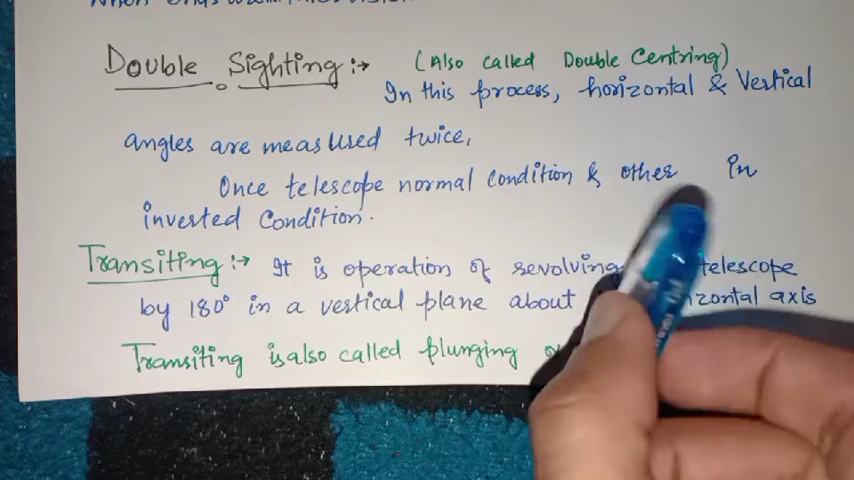 Double Sighting :→ (Also called Double Centring)
In this process, horizontal & Vertical
angles are measured twice,
Once telescope normal condition & other in
inverted Condition.
Transiting :→ It is operation of revolving telescope
by 180° in a vertical plane about zontal axis
Transiting is also called plunging